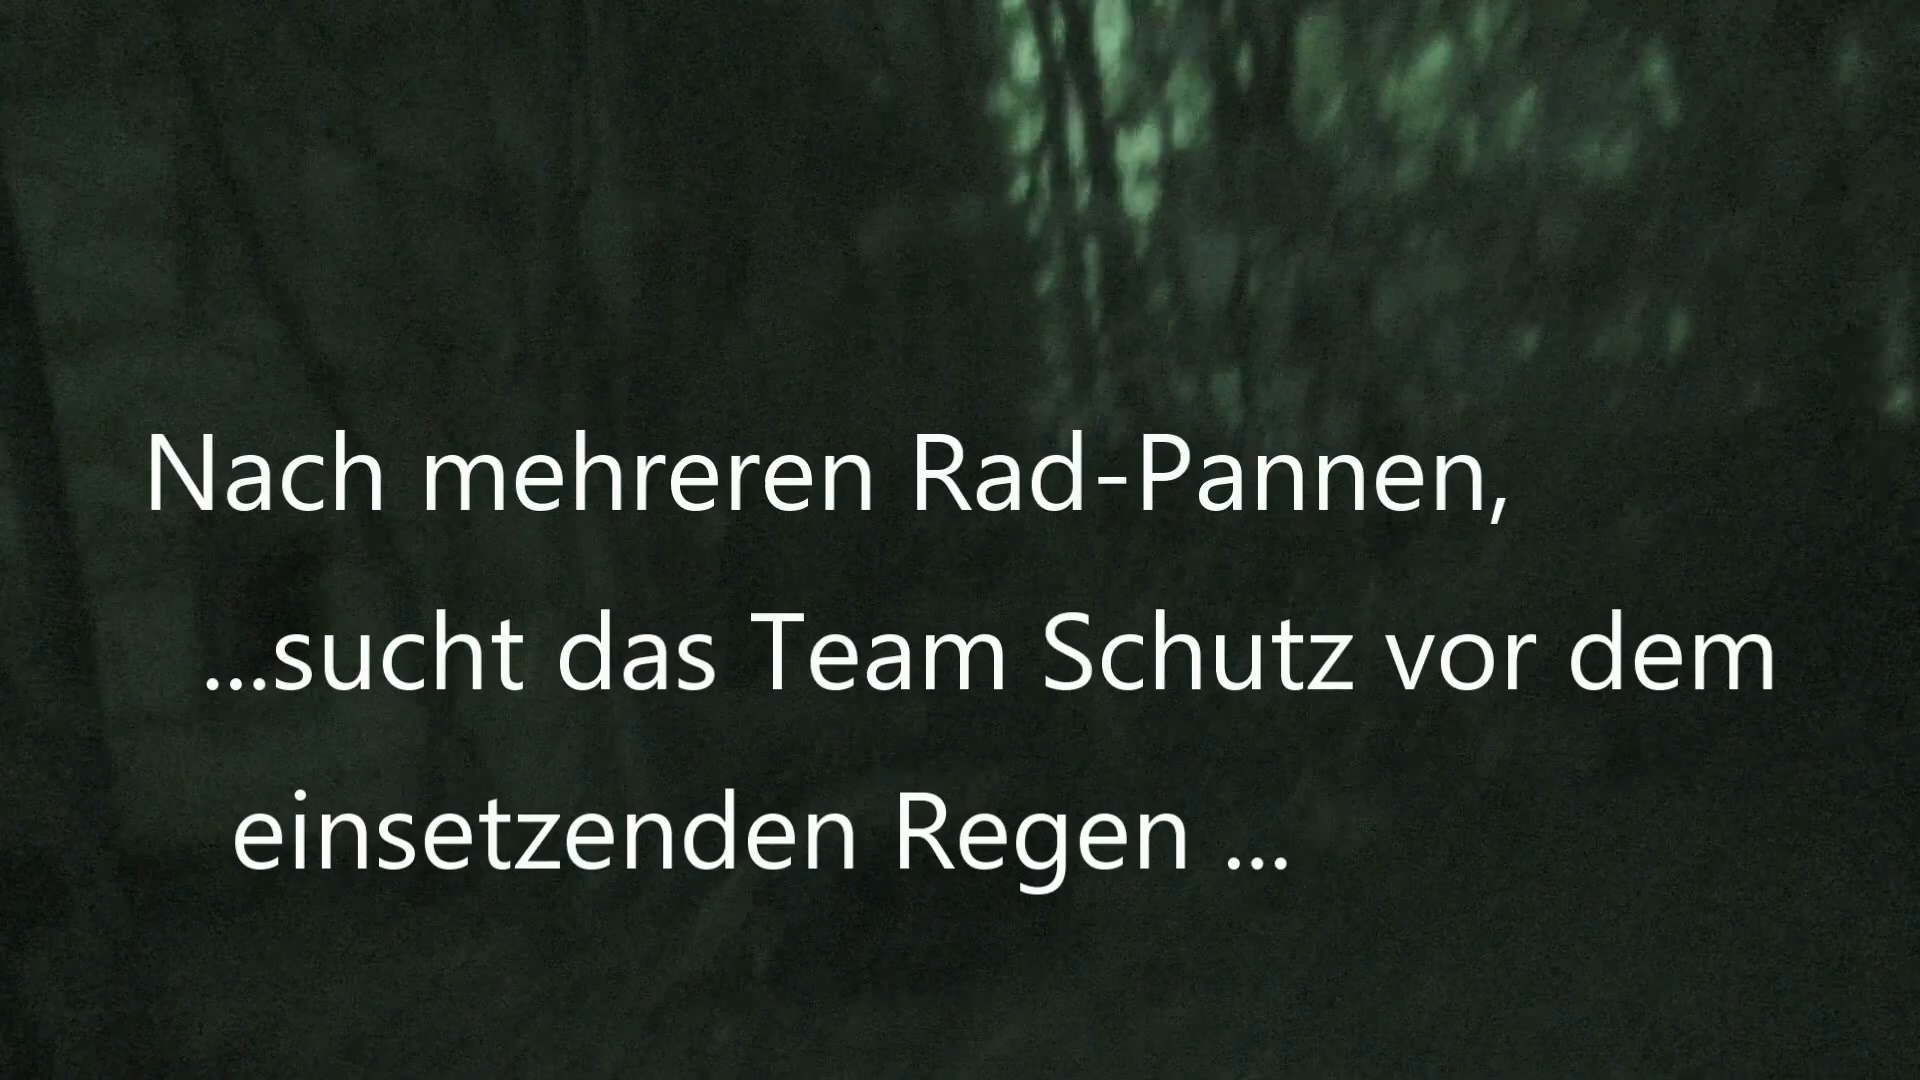 Nach mehreren Rad-Pannen,
...sucht das Team Schutz vor dem
einsetzenden Regen ...